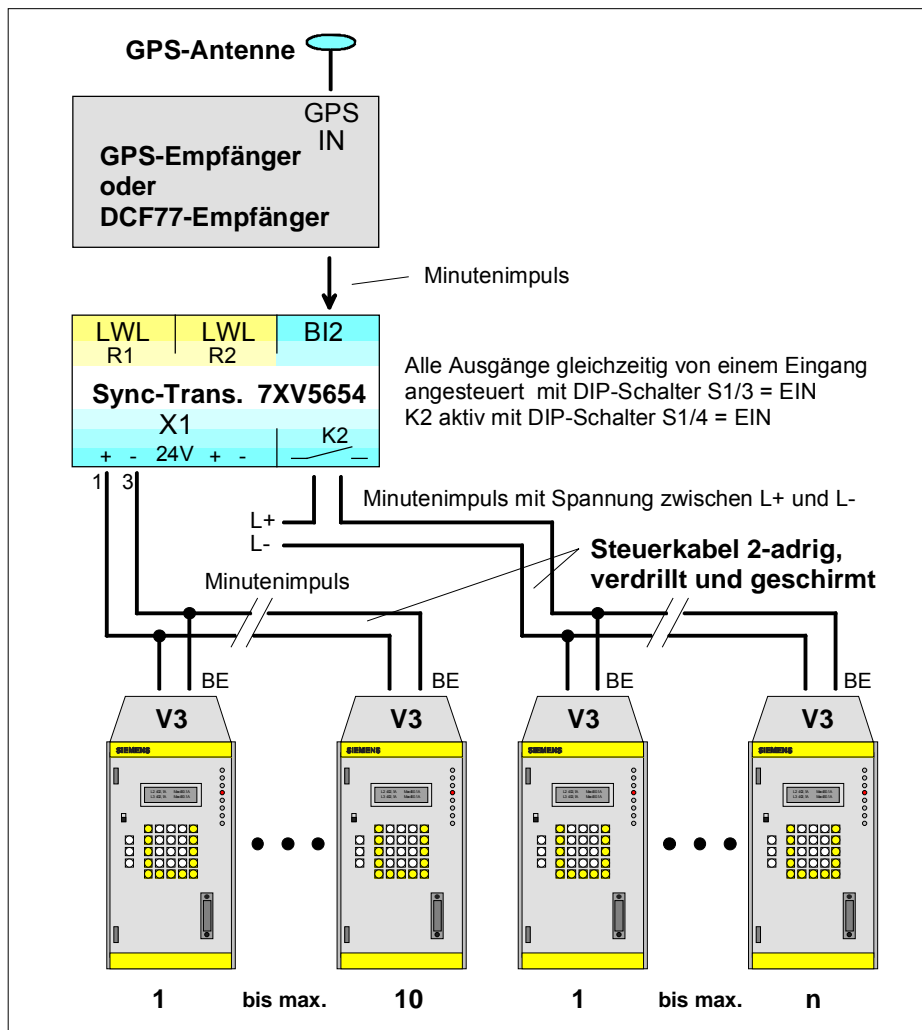 GPS-Antenne
GPS
IN
GPS-Empfänger
oder
DCF77-Empfänger
Minutenimpuls
LWL LWL BI2
R1 R2
Sync-Trans. 7XV5654
X1
K2
+ - 24V + -
Alle Ausgänge gleichzeitig von einem Eingang
angesteuert mit DIP-Schalter S1/3 = EIN
K2 aktiv mit DIP-Schalter S1/4 = EIN
1 3
Minutenimpuls mit Spannung zwischen L+ und L-
L+
L-
Steuerkabel 2-adrig,
verdrillt und geschirmt
Minutenimpuls
BE BE BE BE
V3 V3 V3 V3
SIEMENS SIEMENS SIEMENS SIEMENS
1 bis max. 10 1 bis max. n